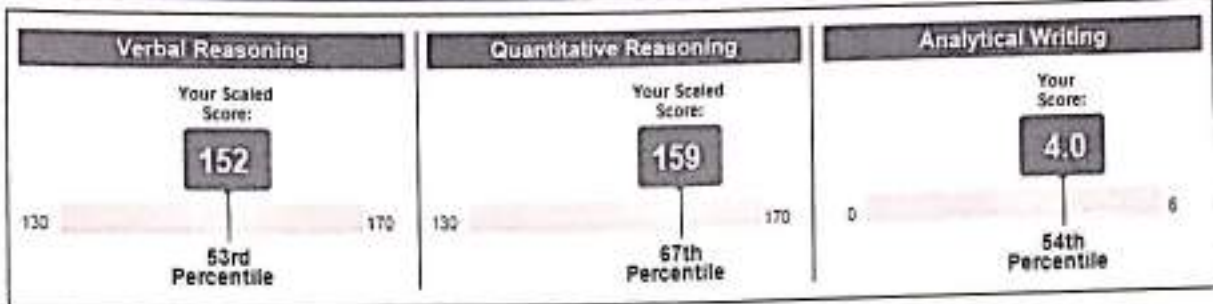 Verbal Reasoning
Your Scaled
Score:
152
130
170
53rd
Percentile
Quantitative Reasoning
Your Scaled
Score:
159
130
170
67th
Percentile
Analytical Writing
Your
Score:
4.0
0
6
54th
Percentile